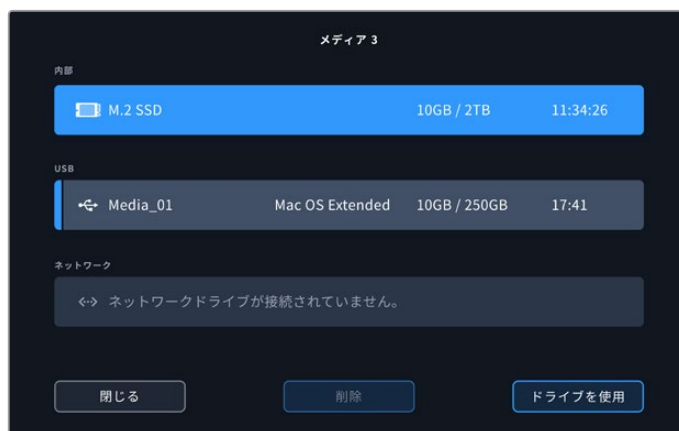 メディア 3
内部
M.2 SSD 10GB / 2TB 11:34:26
USB
Media_01 Mac OS Extended 10GB / 250GB 17:41
ネットワーク
ネットワークドライブが接続されていません。
閉じる 削除 ドライブを使用